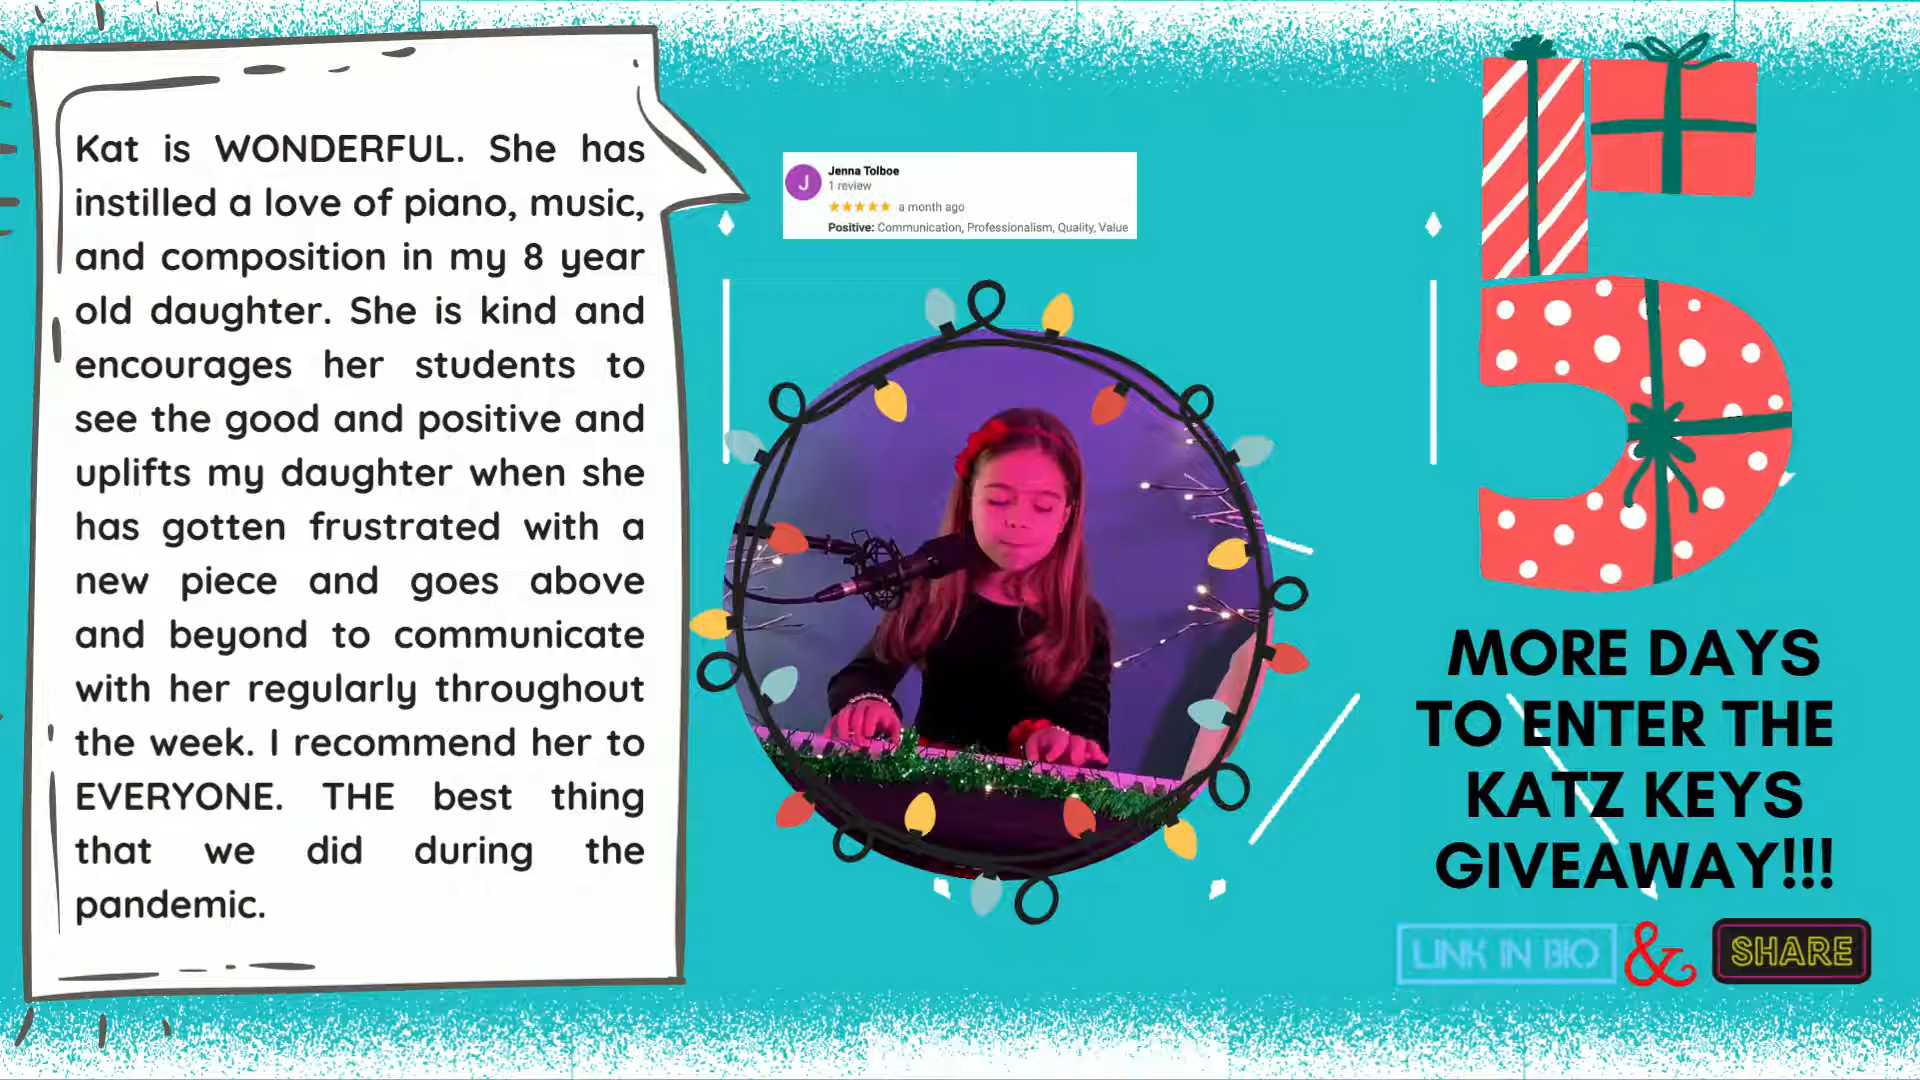 Kat is WONDERFUL. She has
instilled a love of piano, music,
and composition in my 8 year
old daughter. She is kind and
encourages her students to
see the good and positive and
uplifts my daughter when she
has gotten frustrated with a
new piece and goes above
and beyond to communicate
with her regularly throughout
the week. I recommend her to
EVERYONE. THE best thing
that we did during the
pandemic.
J
Jenna Tolboe
1 review
★★★★★ a month ago
Positive: Communication, Professionalism, Quality, Value
5
MORE DAYS
TO ENTER THE
KATZ KEYS
GIVEAWAY!!!
LINK IN BIO & SHARE